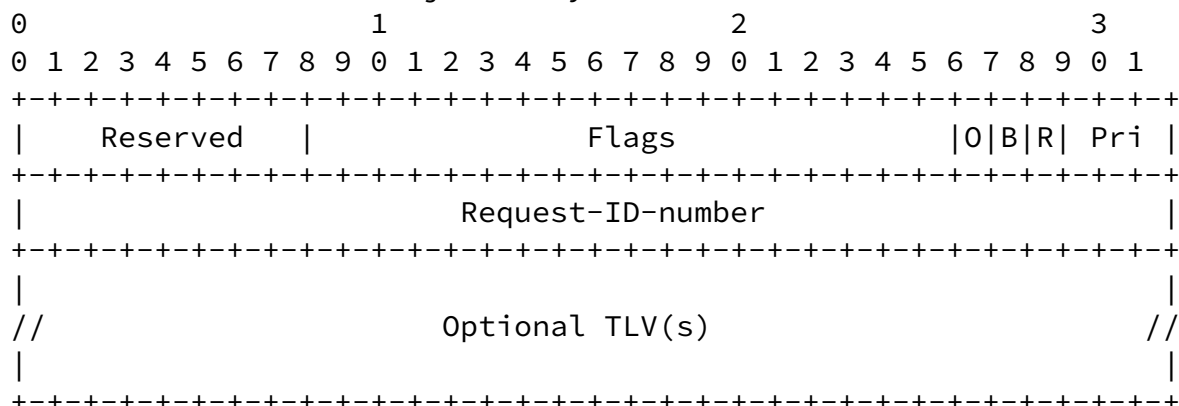 0                   1                   2                   3
0 1 2 3 4 5 6 7 8 9 0 1 2 3 4 5 6 7 8 9 0 1 2 3 4 5 6 7 8 9 0 1
+-+-+-+-+-+-+-+-+-+-+-+-+-+-+-+-+-+-+-+-+-+-+-+-+-+-+-+-+-+-+-+-+
|    Reserved   |               Flags               |O|B|R| Pri |
+-+-+-+-+-+-+-+-+-+-+-+-+-+-+-+-+-+-+-+-+-+-+-+-+-+-+-+-+-+-+-+-+
|                        Request-ID-number                      |
+-+-+-+-+-+-+-+-+-+-+-+-+-+-+-+-+-+-+-+-+-+-+-+-+-+-+-+-+-+-+-+-+
|                                                               |
//                      Optional TLV(s)                        //
|                                                               |
+-+-+-+-+-+-+-+-+-+-+-+-+-+-+-+-+-+-+-+-+-+-+-+-+-+-+-+-+-+-+-+-+